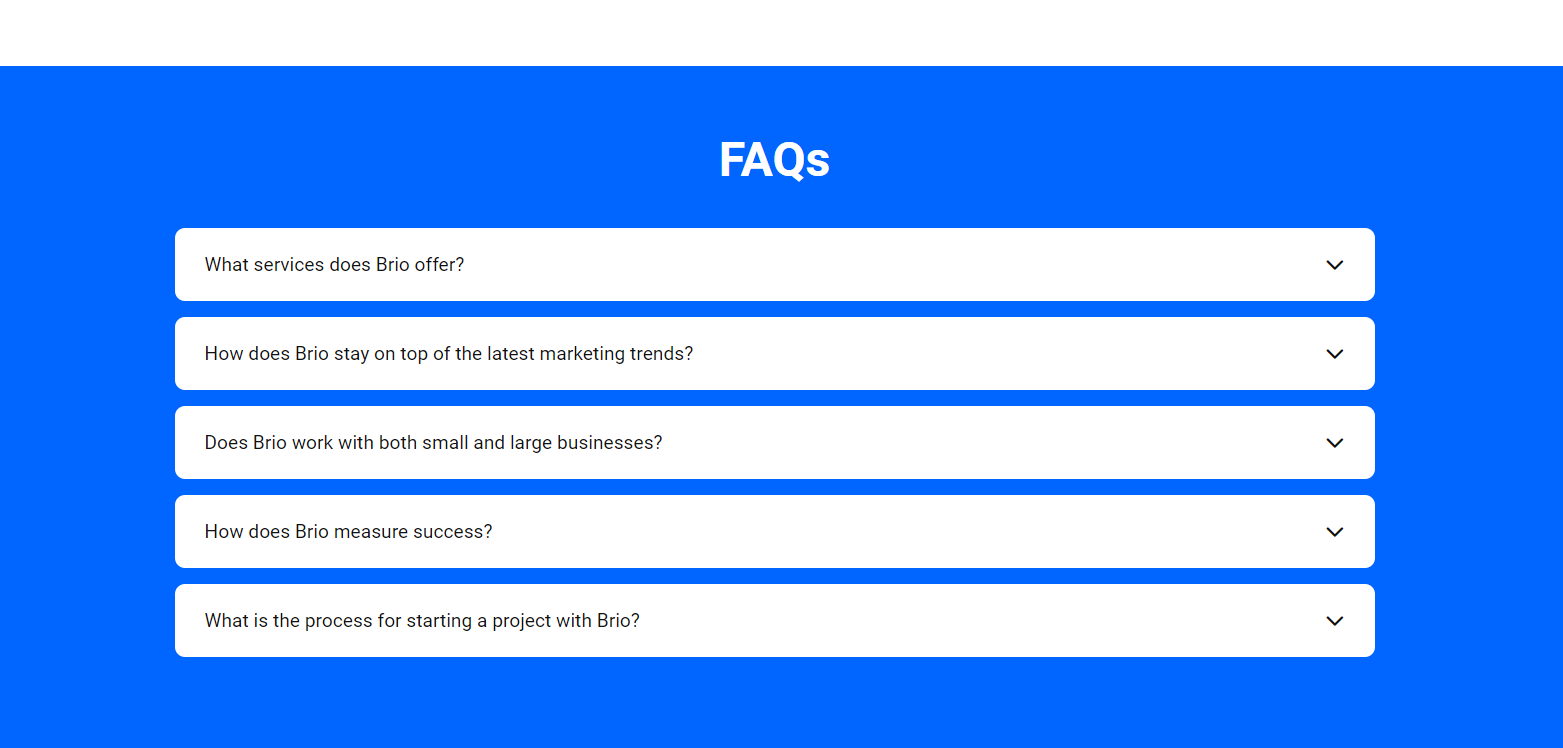 FAQs
What services does Brio offer?
How does Brio stay on top of the latest marketing trends?
Does Brio work with both small and large businesses?
How does Brio measure success?
What is the process for starting a project with Brio?